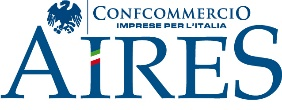 CONFCOMMERCIO
IMPRESE PER L'ITALIA
AIRES